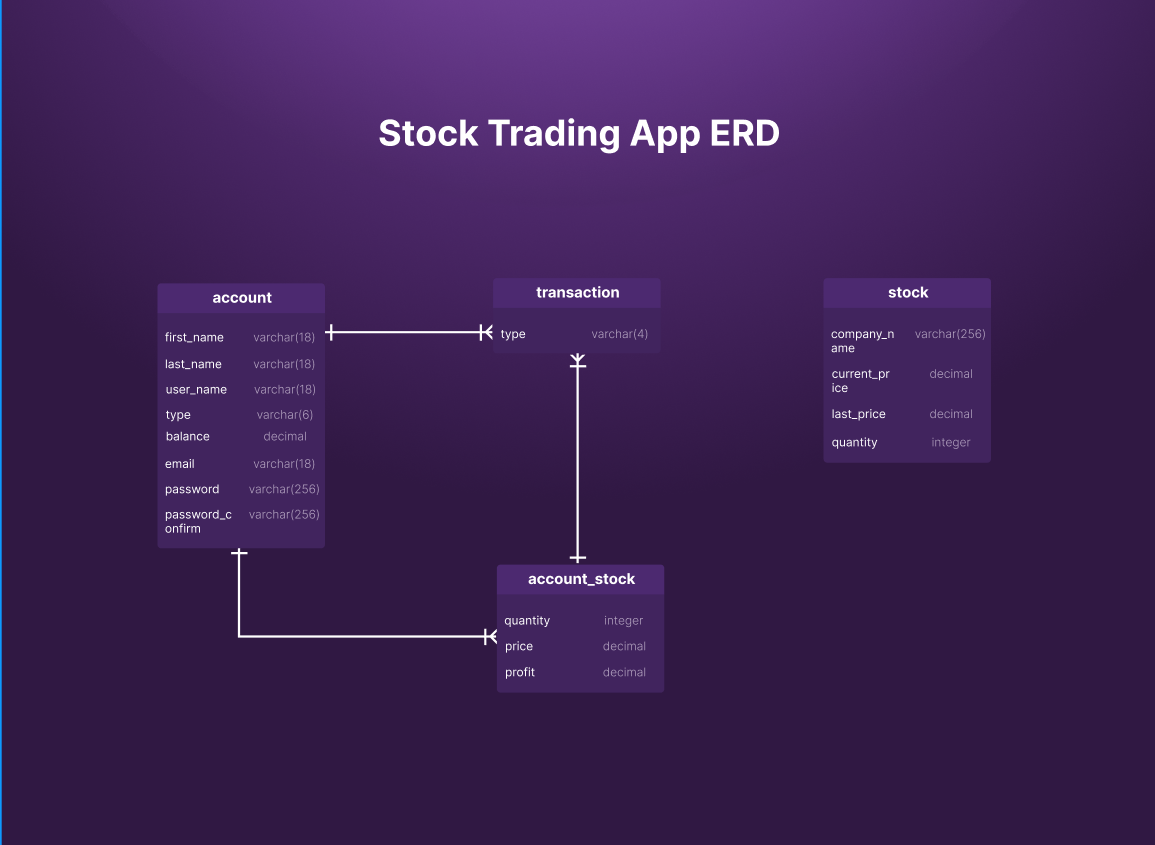 Stock Trading App ERD
account
first_name varchar(18)
last_name varchar(18)
user_name varchar(18)
type varchar(6)
balance decimal
email varchar(18)
password varchar(256)
password_c varchar(256)
onfirm
transaction
type varchar(4)
stock
company_n varchar(256)
ame
current_pr decimal
ice
last_price decimal
quantity integer
account_stock
quantity integer
price decimal
profit decimal